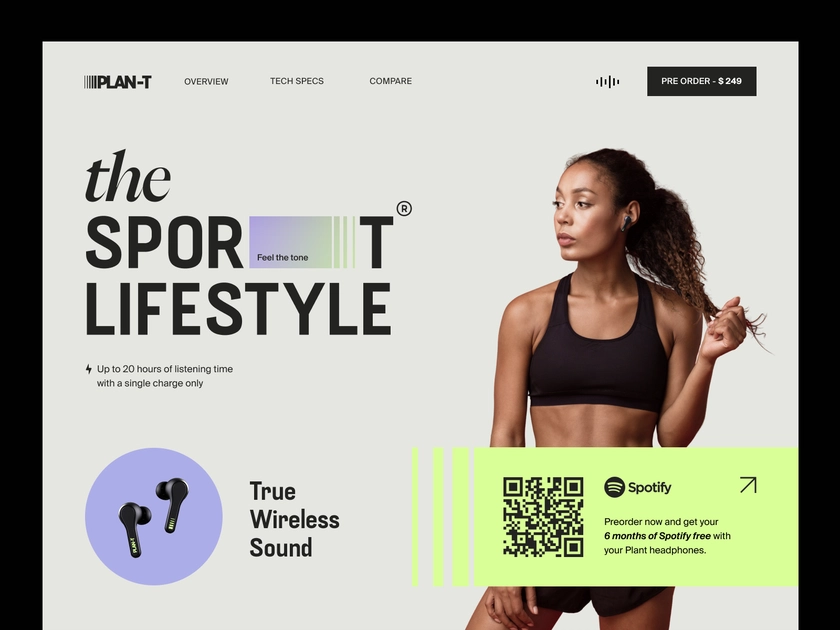 PLAN-T
OVERVIEW
TECH SPECS
COMPARE
PRE ORDER - $ 249
the
SPOR T ®
Feel the tone
LIFESTYLE
Up to 20 hours of listening time
with a single charge only
True
Wireless
Sound
PLAN-T
Spotify
Preorder now and get your
6 months of Spotify free with
your Plant headphones.